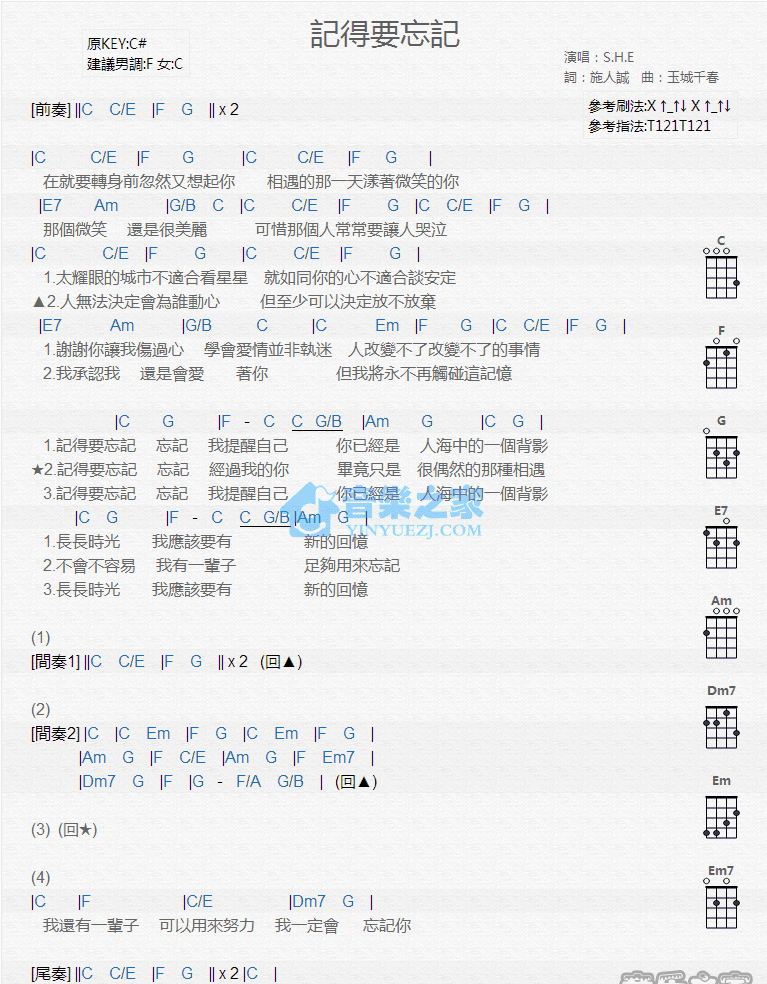 記得要忘記
原KEY:C#
建議男調:F 女:C
演唱：S.H.E
詞：施人誠 曲：玉城千春
參考刷法:X ↑_↑↓ X ↑_↑↓
參考指法:T121T121
[前奏] ||C C/E |F G || x 2
|C C/E |F G |C C/E |F G |
在就要轉身前忽然又想起你 相遇的那一天漾著微笑的你
|E7 Am |G/B C |C C/E |F G |C C/E |F G |
那個微笑 還是很美麗 可惜那個人常常要讓人哭泣
|C C/E |F G |C C/E |F G |
1.太耀眼的城市不適合看星星 就如同你的心不適合談安定
▲2.人無法決定會為誰動心 但至少可以決定放不放棄
|E7 Am |G/B C |C Em |F G |C C/E |F G |
1.謝謝你讓我傷過心 學會愛情並非執迷 人改變不了改變不了的事情
2.我承認我 還是會愛 著你 但我將永不再觸碰這記憶
|C G |F - C C G/B |Am G |C G |
1.記得要忘記 忘記 我提醒自己 你已經是 人海中的一個背影
★2.記得要忘記 忘記 經過我的你 畢竟只是 很偶然的那種相遇
3.記得要忘記 忘記 我提醒自己 你已經是 人海中的一個背影
|C G |F - C C G/B |Am G |
1.長長時光 我應該要有 新的回憶
2.不會不容易 我有一輩子 足夠用來忘記
3.長長時光 我應該要有 新的回憶
音樂之家
YINYUEZJ.COM
(1)
[間奏1] ||C C/E |F G || x 2 (回▲)
(2)
[間奏2] |C |C Em |F G |C Em |F G |
|Am G |F C/E |Am G |F Em7 |
|Dm7 G |F |G - F/A G/B | (回▲)
(3) (回★)
(4)
|C |F |C/E |Dm7 G |
我還有一輩子 可以用來努力 我一定會 忘記你
[尾奏] ||C C/E |F G || x 2 |C |
C
F
G
E7
Am
Dm7
Em
Em7